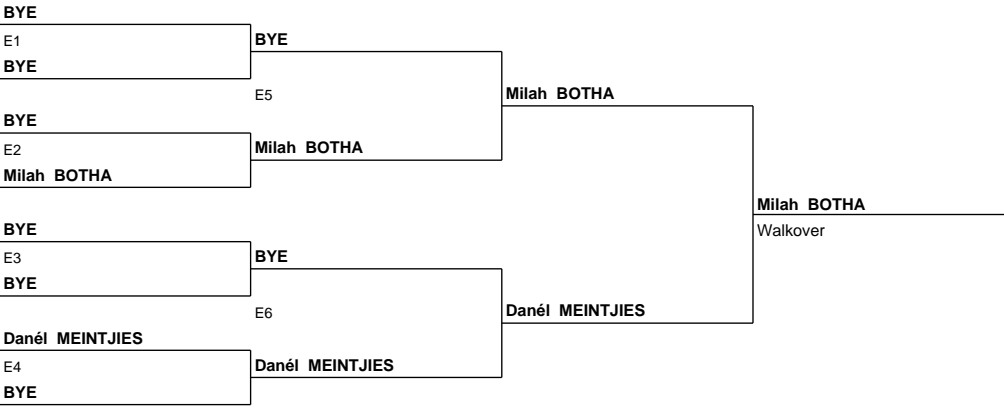 BYE
E1
BYE
BYE
E5
BYE
E2
Milah BOTHA
Milah BOTHA
Milah BOTHA
BYE
E3
BYE
BYE
E6
Danél MEINTJIES
E4
BYE
Danél MEINTJIES
Danél MEINTJIES
Milah BOTHA
Walkover